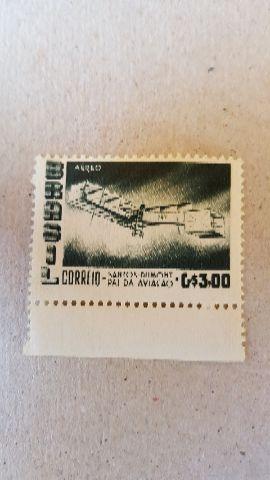 AEREO
BRASIL
CORREIO - SANTOS DUMONT
PAI DA AVIAÇÃO • Cr$3,00